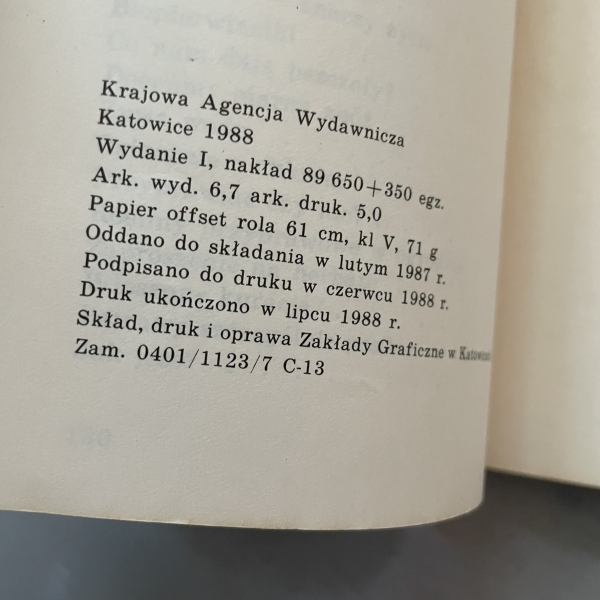 Krajowa Agencja Wydawnicza
Katowice 1988
Wydanie I, nakład 89 650+350 egz.
Ark. wyd. 6,7 ark. druk. 5,0
Papier offset rola 61 cm, kl V, 71 g
Oddano do składania w lutym 1987 r.
Podpisano do druku w czerwcu 1988 r.
Druk ukończono w lipcu 1988 r.
Skład, druk i oprawa Zakłady Graficzne w
Zam. 0401/1123/7 C-13